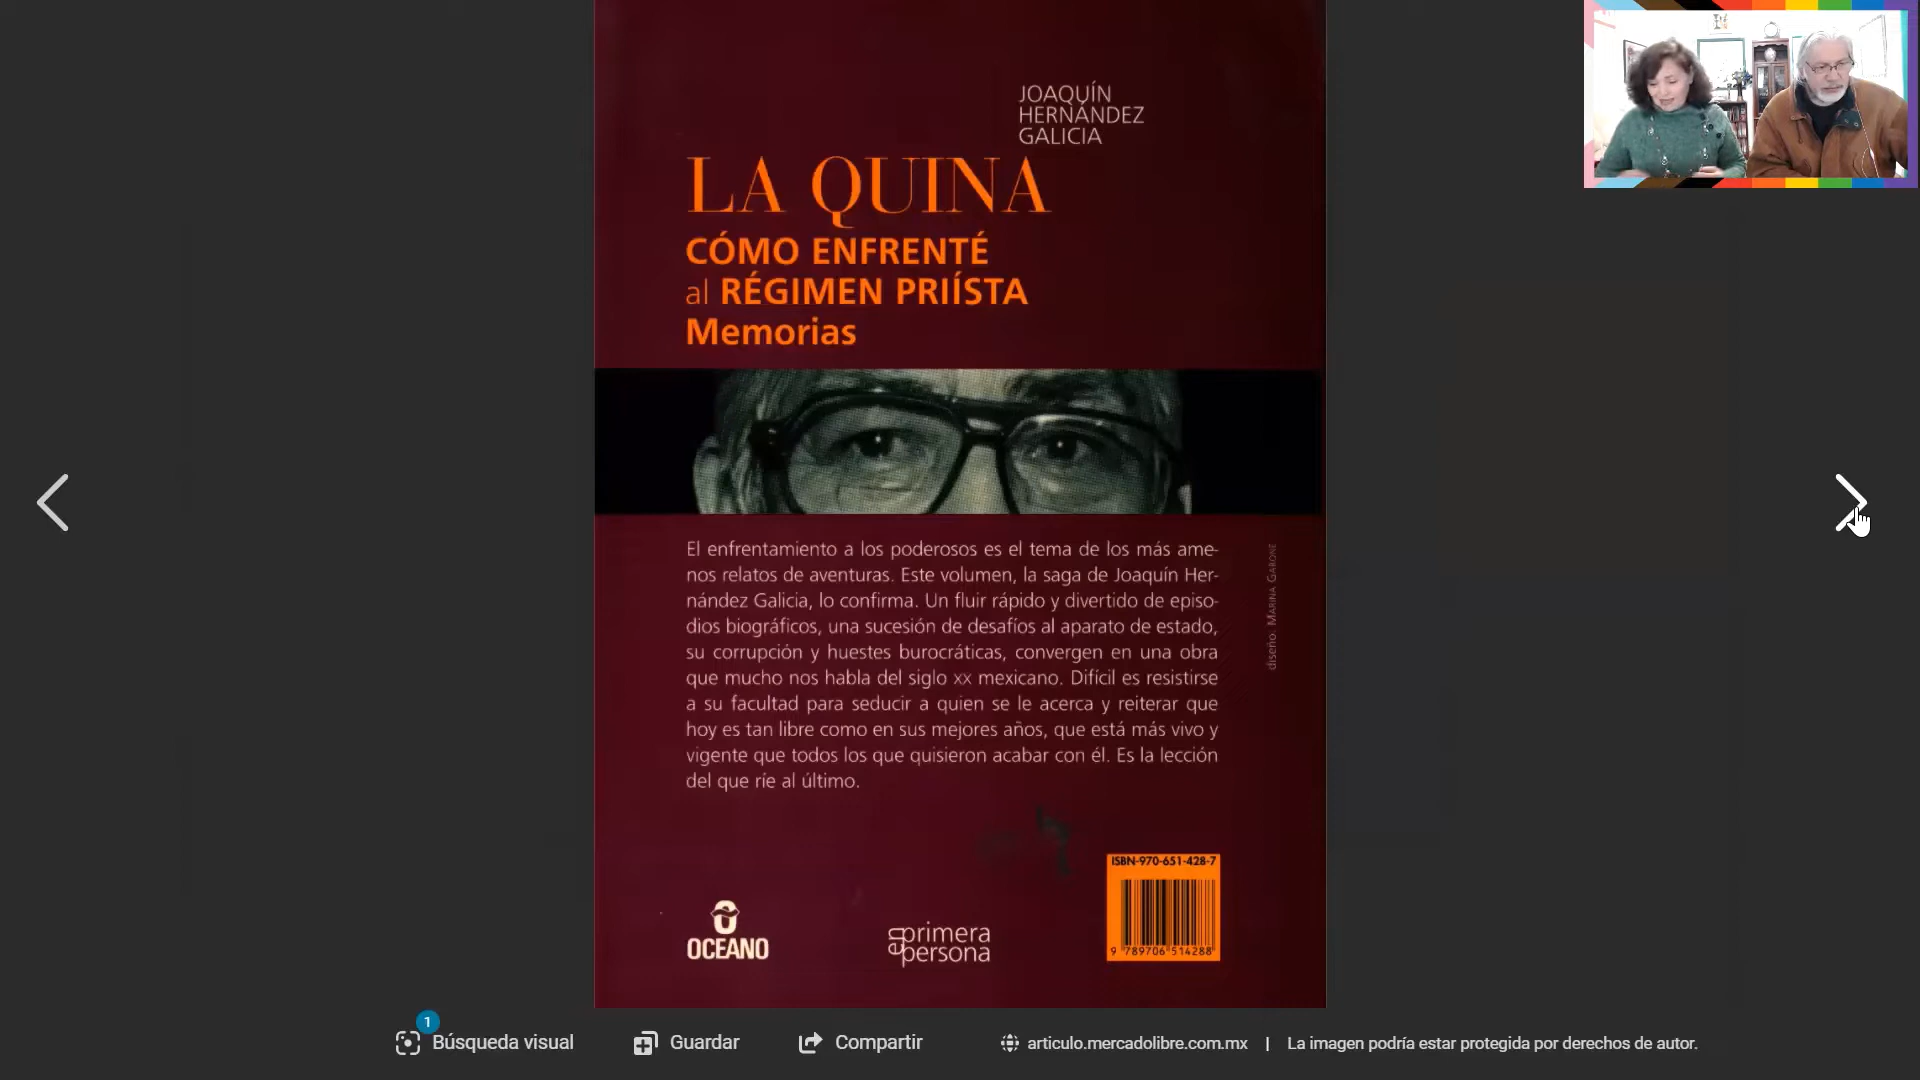 JOAQUÍN
HERNÁNDEZ
GALICIA
LA QUINA
CÓMO ENFRENTÉ
al RÉGIMEN PRIÍSTA
Memorias
El enfrentamiento a los poderosos es el tema de los más ame-
nos relatos de aventuras. Este volumen, la saga de Joaquín Her-
nández Galicia, lo confirma. Un fluir rápido y divertido de episo-
dios biográficos, una sucesión de desafíos al aparato de estado,
su corrupción y huestes burocráticas, convergen en una obra
que mucho nos habla del siglo XX mexicano. Difícil es resistirse
a su facultad para seducir a quien se le acerca y reiterar que
hoy es tan libre como en sus mejores años, que está más vivo y
vigente que todos los que quisieron acabar con él. Es la lección
del que ríe al último.
diseño MARINA GARONE
OCEANO
en primera
persona
ISBN-970-651-428-7
9 789706 514288
1
Búsqueda visual
Guardar
Compartir
articulo.mercadolibre.com.mx | La imagen podría estar protegida por derechos de autor.